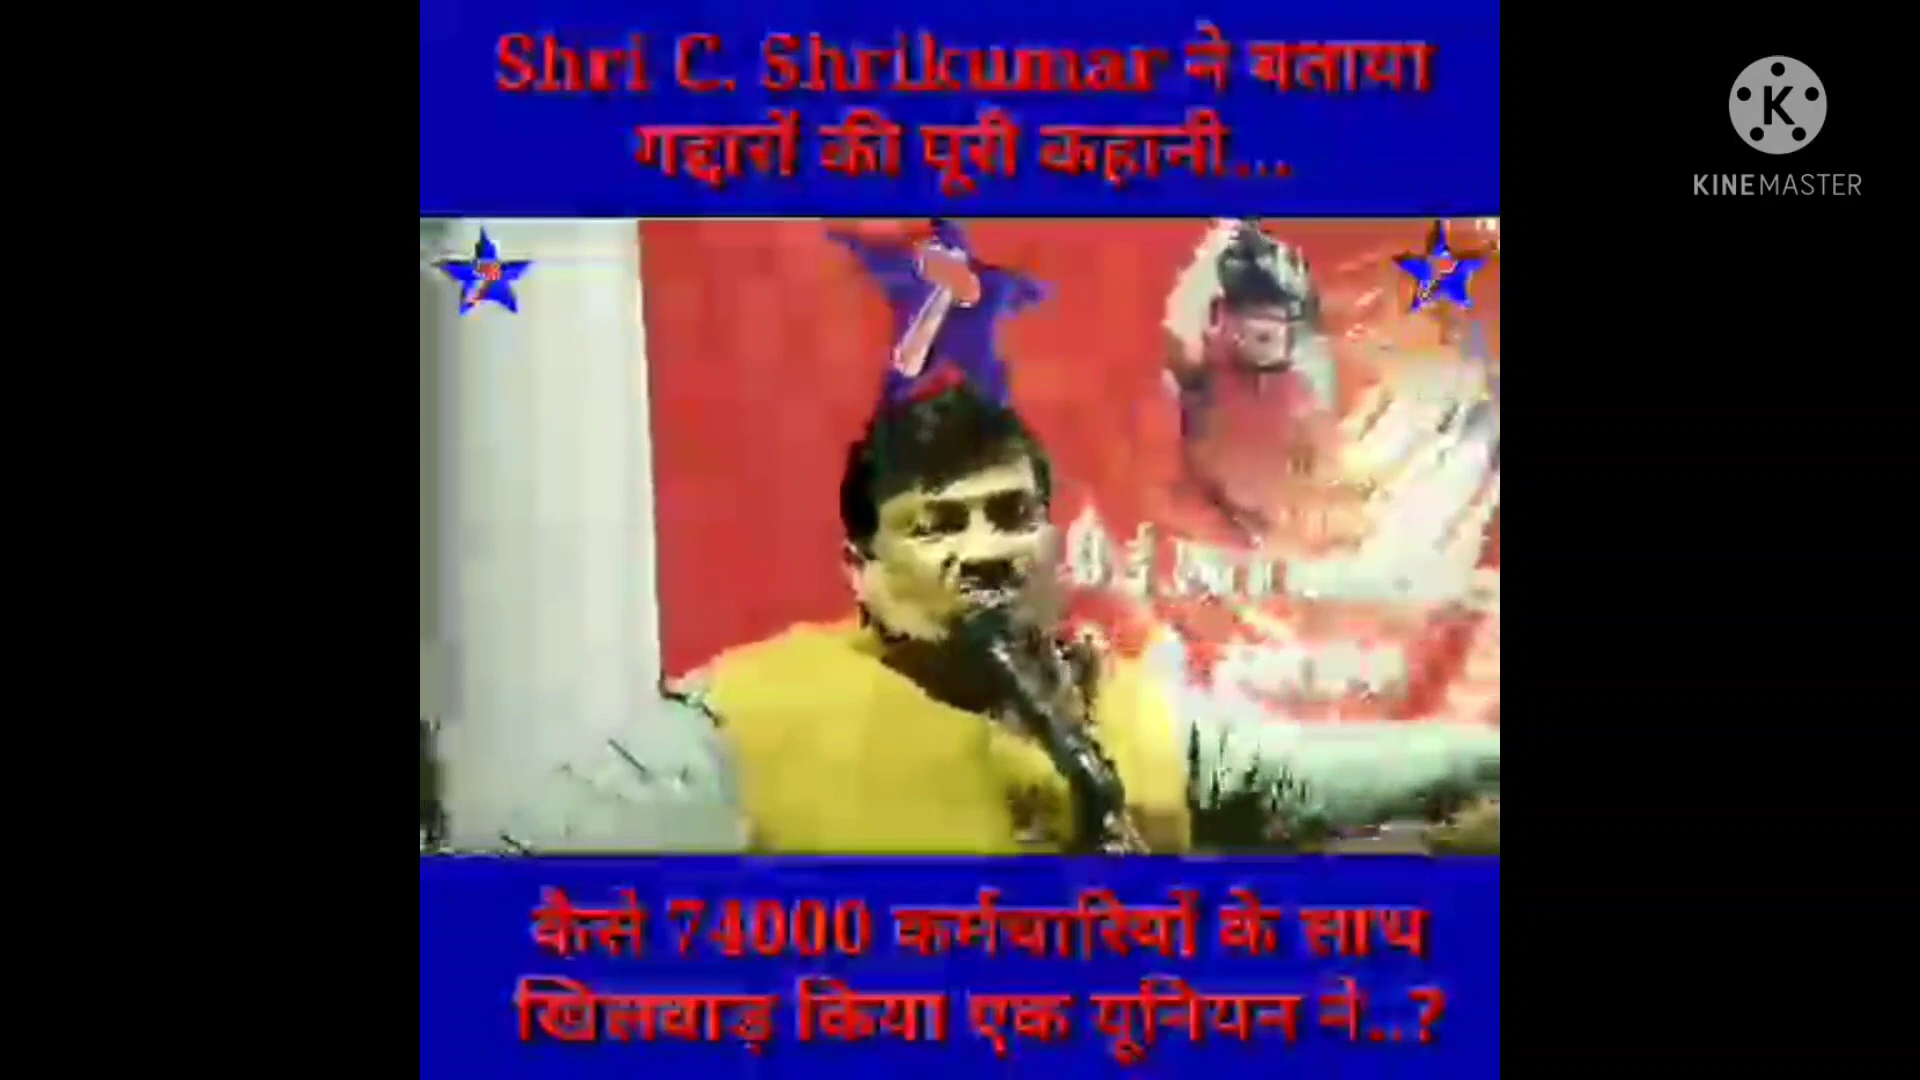 Shri C. Shrikumar ने बताया
गद्दारों की पूरी कहानी...
KINEMASTER
कैसे 74000 कर्मचारियों के साथ
खिलवाड़ किया एक यूनियन ने..?